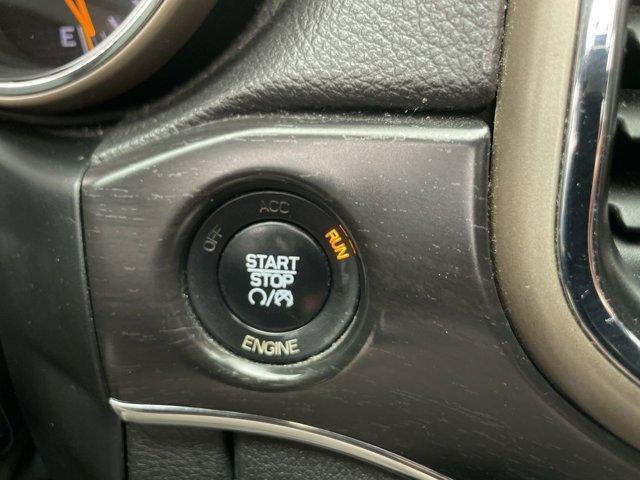 E
ACC
OFF
RUN
START
STOP
ENGINE